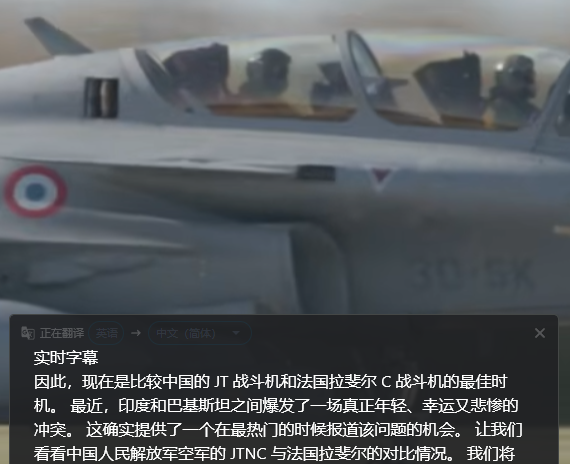 30-SK
正在翻译 英语 → 中文（简体）
实时字幕
因此，现在是比较中国的 JT 战斗机和法国拉斐尔 C 战斗机的最佳时
机。 最近，印度和巴基斯坦之间爆发了一场真正年轻、幸运又悲惨的
冲突。 这确实提供了一个在最热门的时候报道该问题的机会。 让我们
看看中国人民解放军空军的 JTNC 与法国拉斐尔的对比情况。 我们将